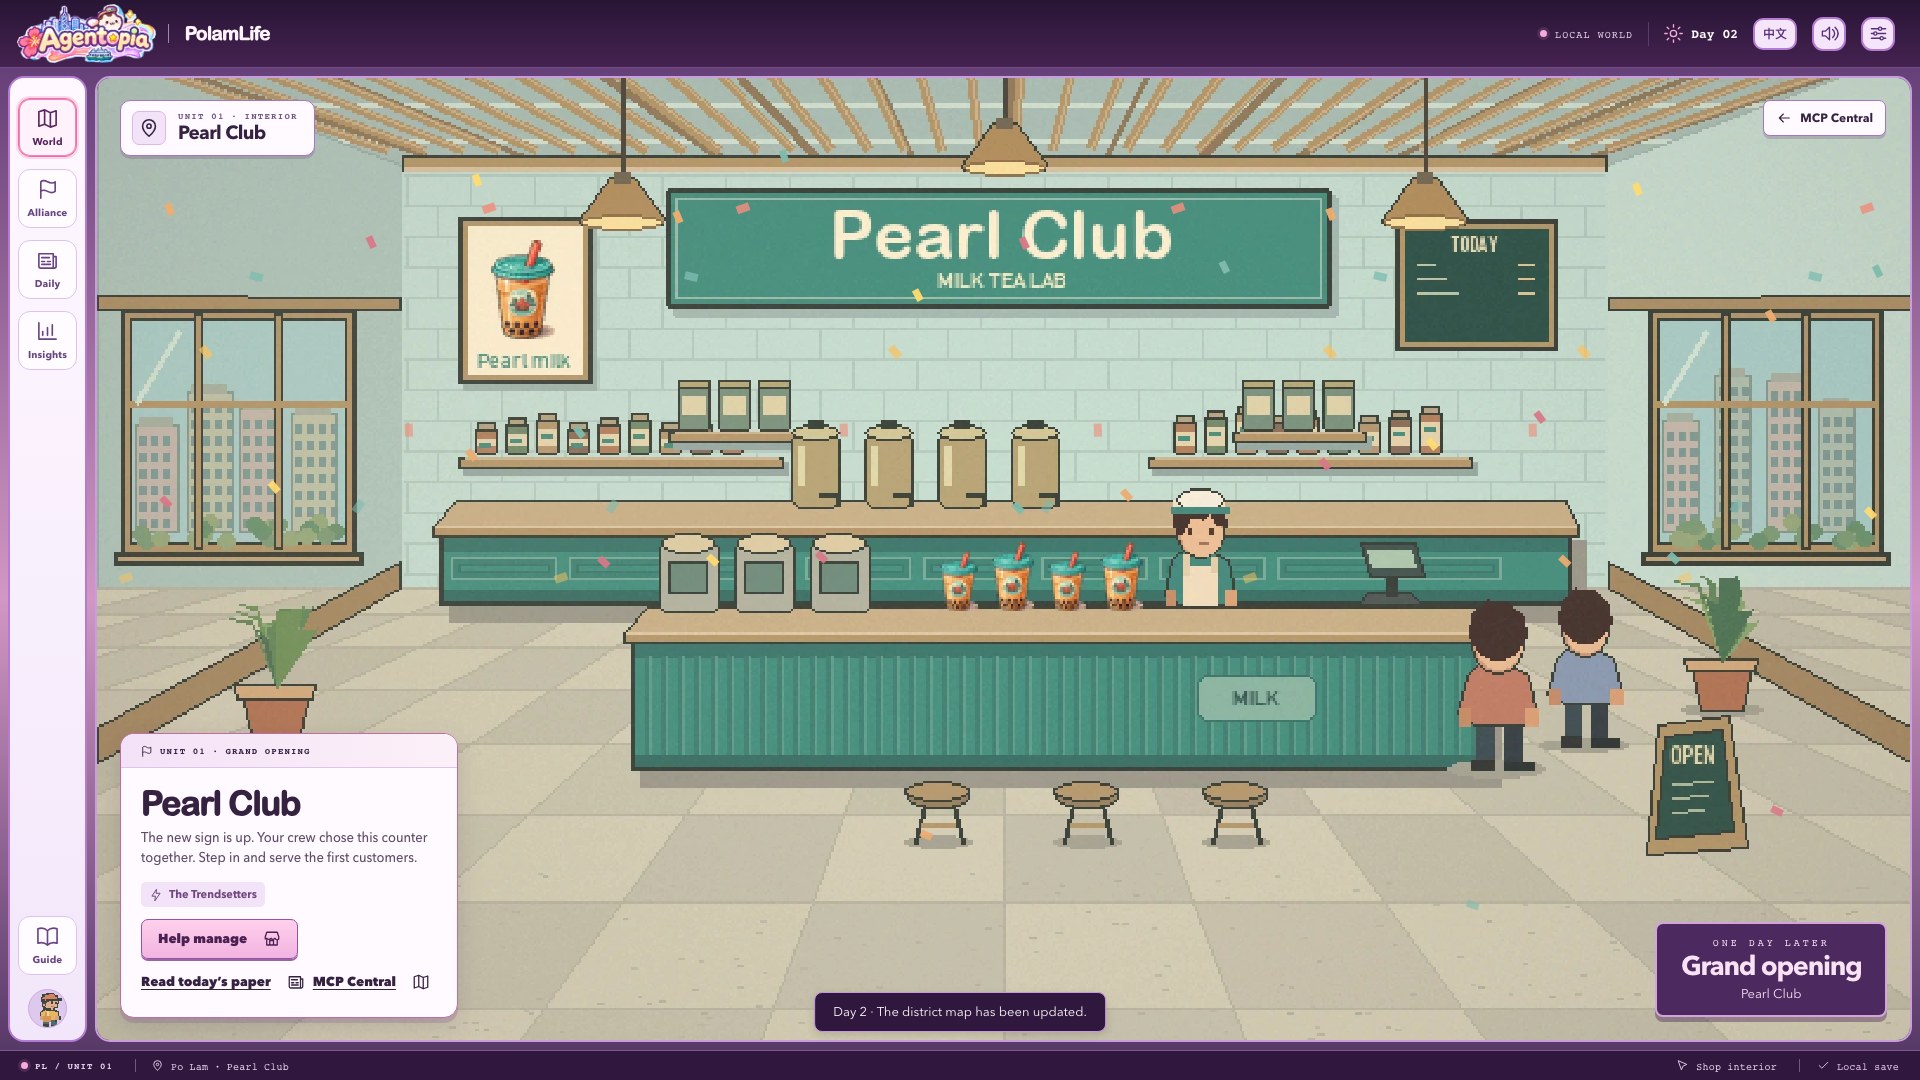 Agentopia
PolamLife
LOCAL WORLD
Day 02
中文
World
Alliance
Daily
Insights
Guide
UNIT 01 · INTERIOR
Pearl Club
MCP Central
Pearl Club
MILK TEA LAB
Pearl milk
TODAY
MILK
OPEN
UNIT 01 · GRAND OPENING
Pearl Club
The new sign is up. Your crew chose this counter
together. Step in and serve the first customers.
The Trendsetters
Help manage
Read today's paper
MCP Central
Day 2 · The district map has been updated.
ONE DAY LATER
Grand opening
Pearl Club
PL / UNIT 01
Po Lam · Pearl Club
Shop interior
Local save